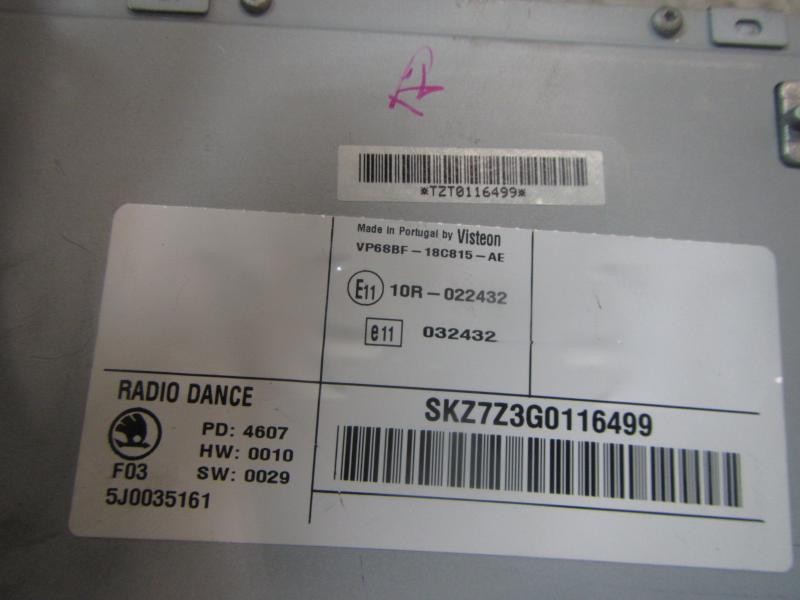 *TZT0116499*
Made in Portugal by Visteon
VP68BF-18C815-AE
E11 10R-022432
e11 032432
RADIO DANCE
SKZ7Z3G0116499
PD: 4607
HW: 0010
F03 SW: 0029
5J0035161